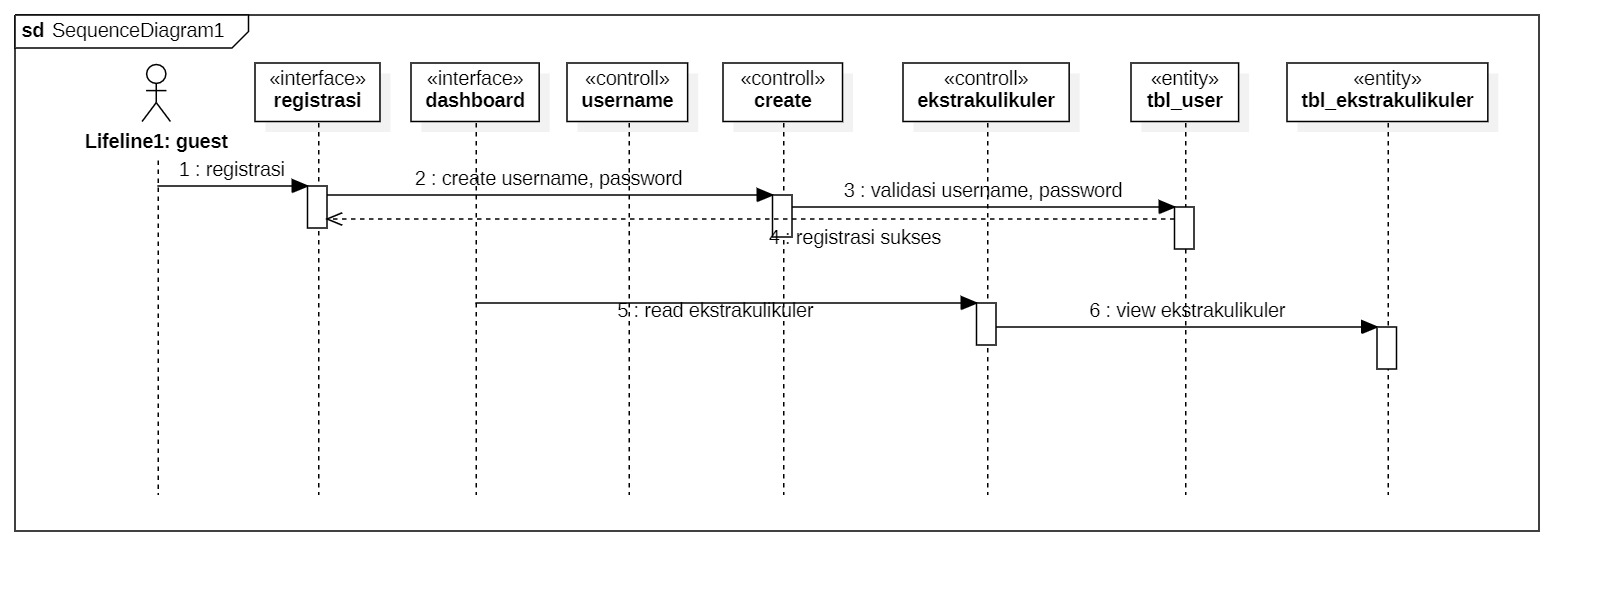 sd SequenceDiagram1
«interface»
registrasi
«interface»
dashboard
«controll»
username
«controll»
create
«controll»
ekstrakulikuler
«entity»
tbl_user
«entity»
tbl_ekstrakulikuler
Lifeline1: guest
1 : registrasi
2 : create username, password
3 : validasi username, password
4 : registrasi sukses
5 : read ekstrakulikuler
6 : view ekstrakulikuler